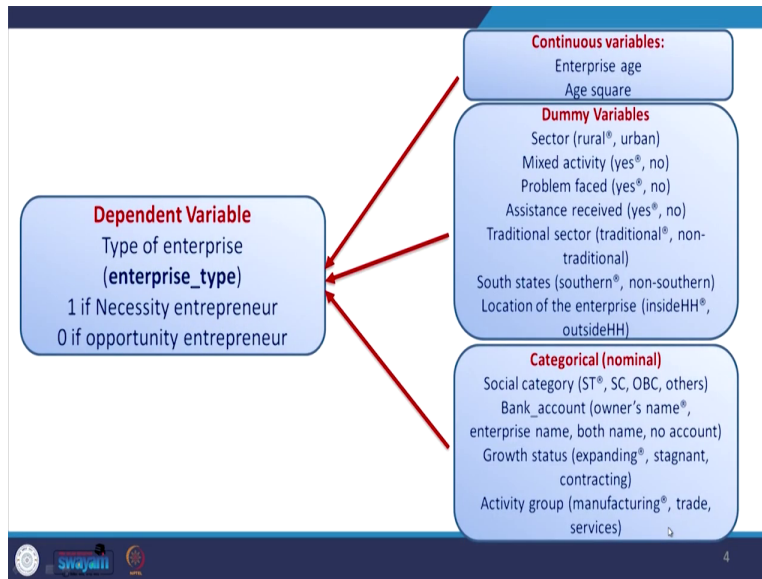 Continuous variables:
Enterprise age
Age square
Dummy Variables
Sector (rural®, urban)
Mixed activity (yes®, no)
Problem faced (yes®, no)
Assistance received (yes®, no)
Traditional sector (traditional®, non-
traditional)
South states (southern®, non-southern)
Location of the enterprise (insideHH®,
outsideHH)
Dependent Variable
Type of enterprise
(enterprise_type)
1 if Necessity entrepreneur
0 if opportunity entrepreneur
Categorical (nominal)
Social category (ST®, SC, OBC, others)
Bank_account (owner's name®,
enterprise name, both name, no account)
Growth status (expanding®, stagnant,
contracting)
Activity group (manufacturing®, trade,
services)
swayam
4